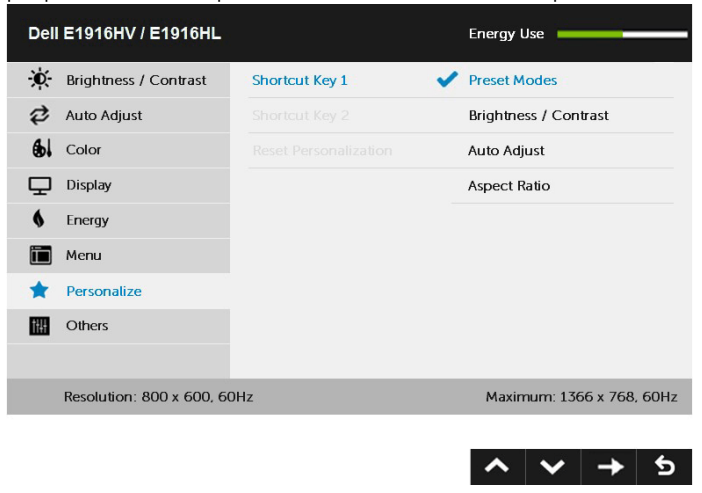 Dell E1916HV / E1916HL
Energy Use
Brightness / Contrast
Auto Adjust
Color
Display
Energy
Menu
Personalize
Others
Shortcut Key 1
Shortcut Key 2
Reset Personalization
Preset Modes
Brightness / Contrast
Auto Adjust
Aspect Ratio
Resolution: 800 x 600, 60Hz
Maximum: 1366 x 768, 60Hz